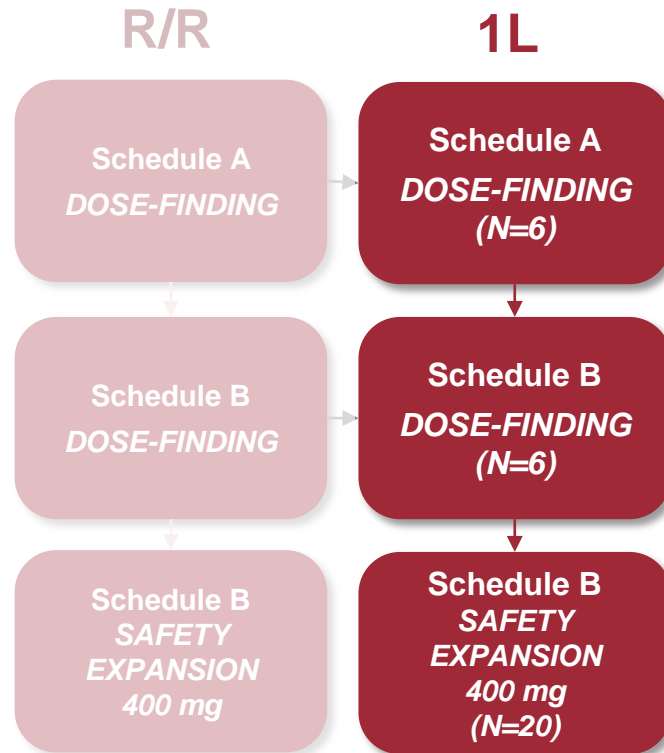 R/R
1L
Schedule A
DOSE-FINDING
Schedule A
DOSE-FINDING
(N=6)
Schedule B
DOSE-FINDING
Schedule B
DOSE-FINDING
(N=6)
Schedule B
SAFETY
EXPANSION
400 mg
Schedule B
SAFETY
EXPANSION
400 mg
(N=20)